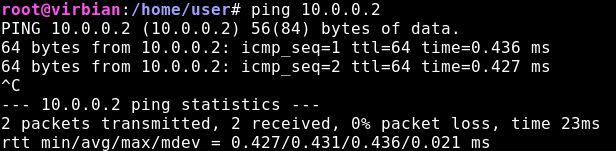 root@virbian:/home/user# ping 10.0.0.2
PING 10.0.0.2 (10.0.0.2) 56(84) bytes of data.
64 bytes from 10.0.0.2: icmp_seq=1 ttl=64 time=0.436 ms
64 bytes from 10.0.0.2: icmp_seq=2 ttl=64 time=0.427 ms
^C
--- 10.0.0.2 ping statistics ---
2 packets transmitted, 2 received, 0% packet loss, time 23ms
rtt min/avg/max/mdev = 0.427/0.431/0.436/0.021 ms